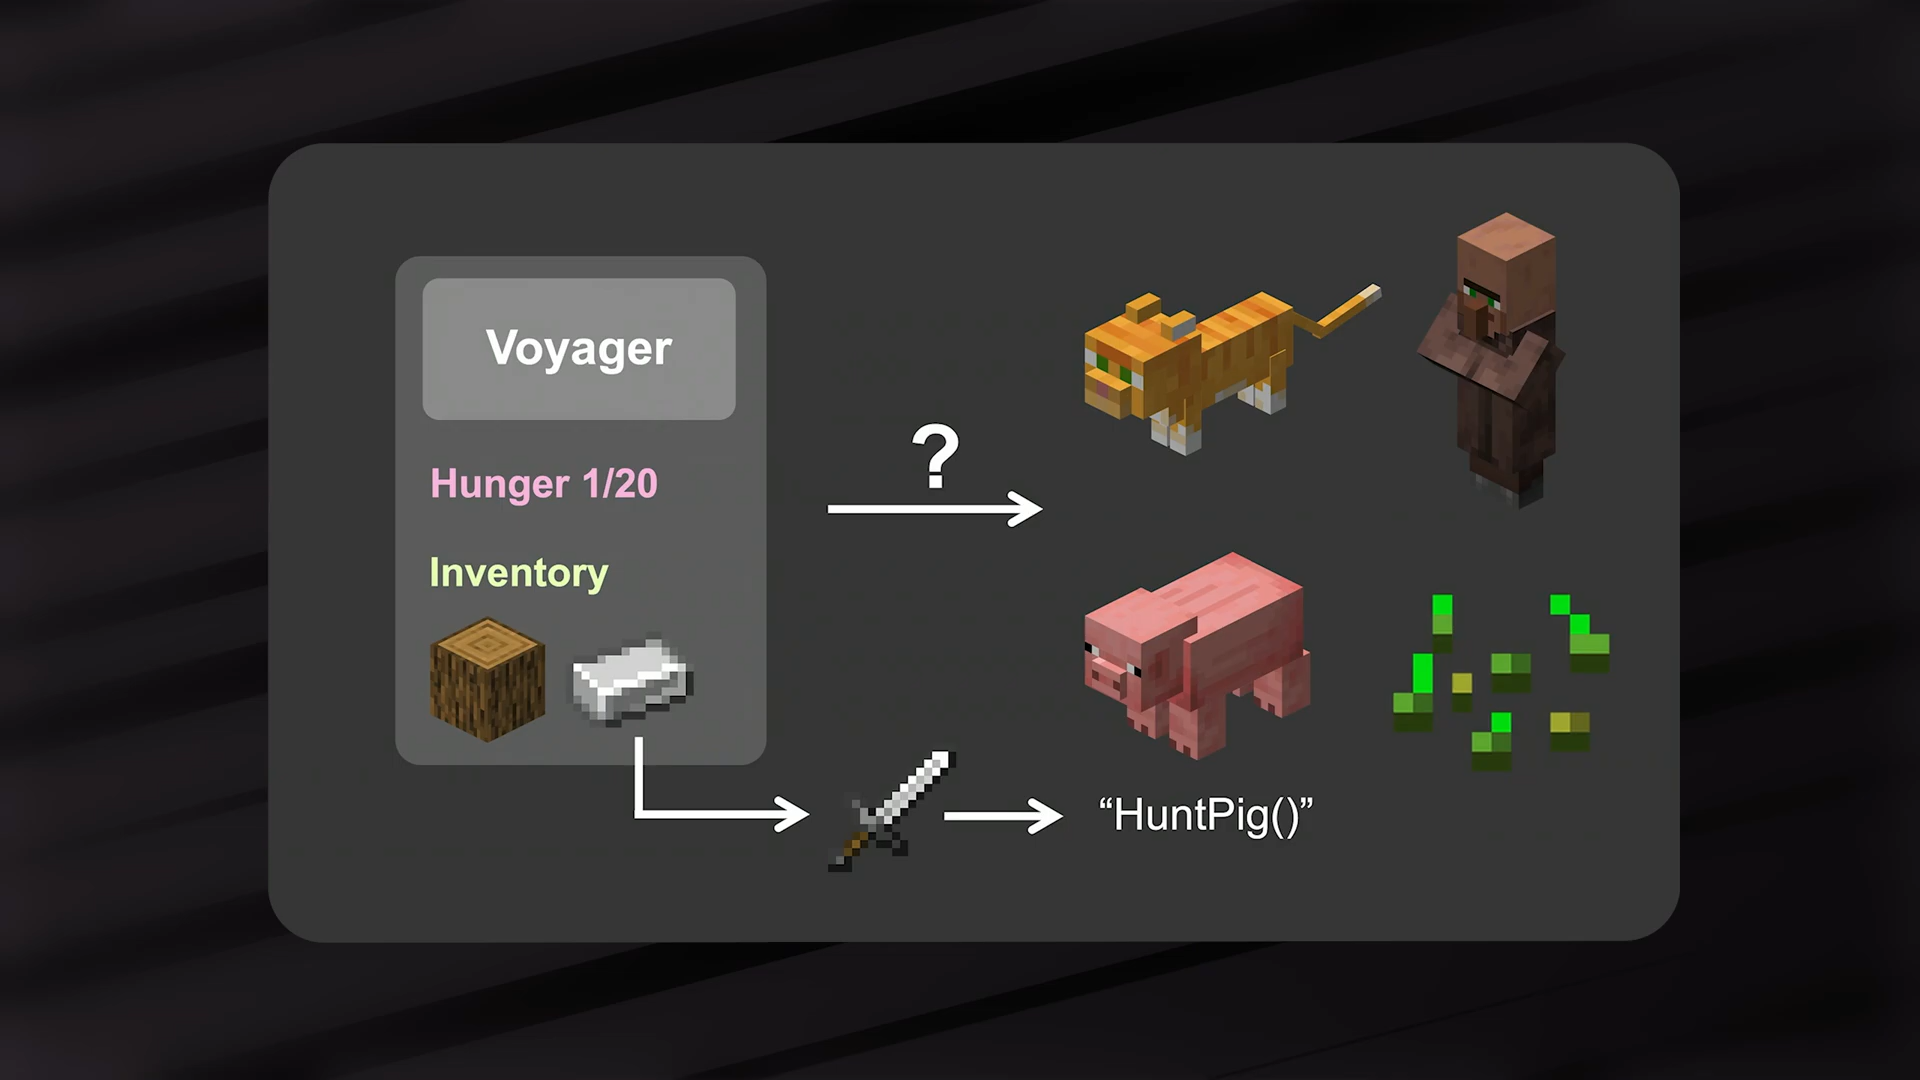 Voyager
Hunger 1/20
Inventory
?
“HuntPig()”